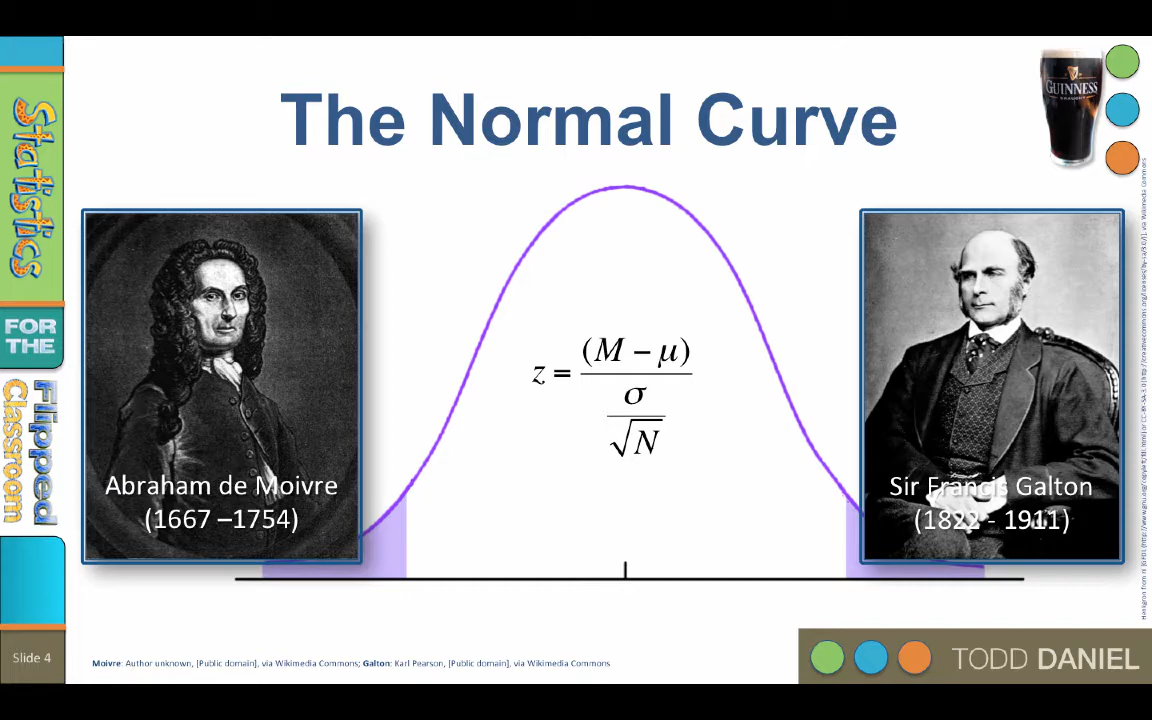 The Normal Curve
GUINNESS
DRAUGHT
Statistics
FOR THE
Flipped
Classroom
z = (M − μ) / (σ / √N)
Abraham de Moivre
(1667 –1754)
Sir Francis Galton
(1822 - 1911)
Slide 4
Moivre: Author unknown, [Public domain], via Wikimedia Commons; Galton: Karl Pearson, [Public domain], via Wikimedia Commons
TODD DANIEL